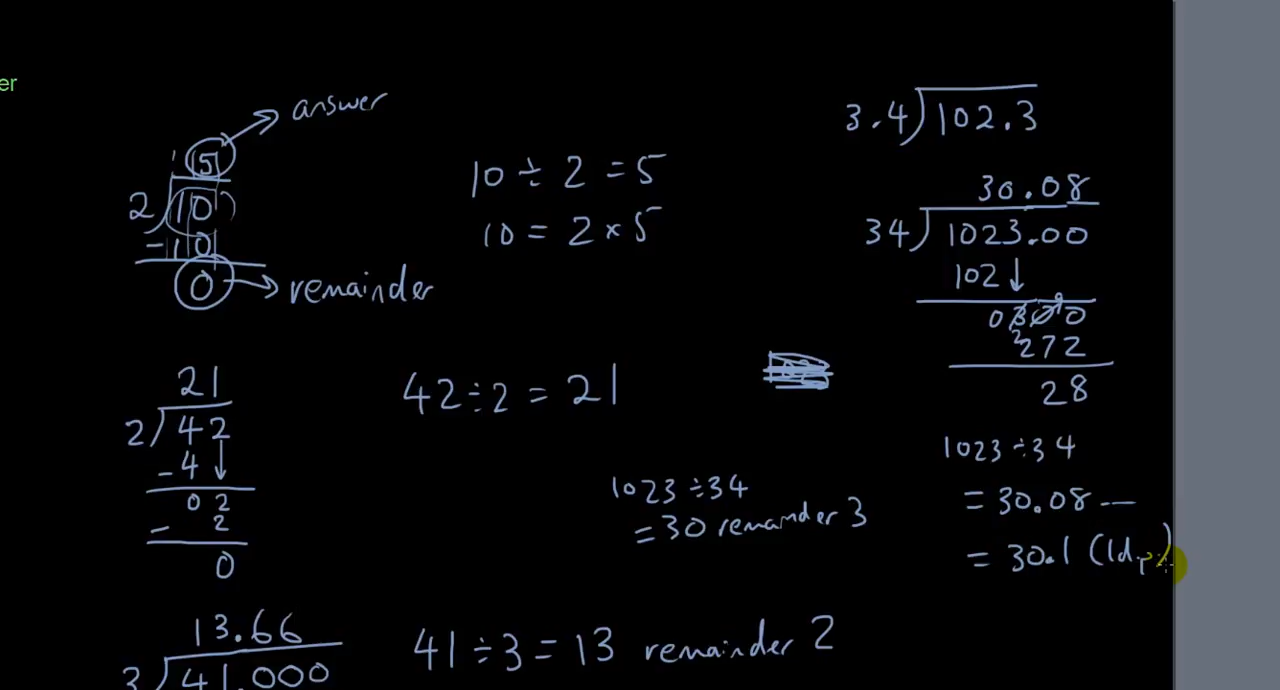 er
answer
5
2)10
-10
0
remainder
10 ÷ 2 = 5
10 = 2 × 5
21
2)42
-4
02
- 2
0
42 ÷ 2 = 21
13.66
3)41.000
41 ÷ 3 = 13 remainder 2
1023 ÷ 34
= 30 remainder 3
3.4)102.3
30.08
34)1023.00
102
0300
272
28
1023 ÷ 34
= 30.08 ---
= 30.1 (1d.p)